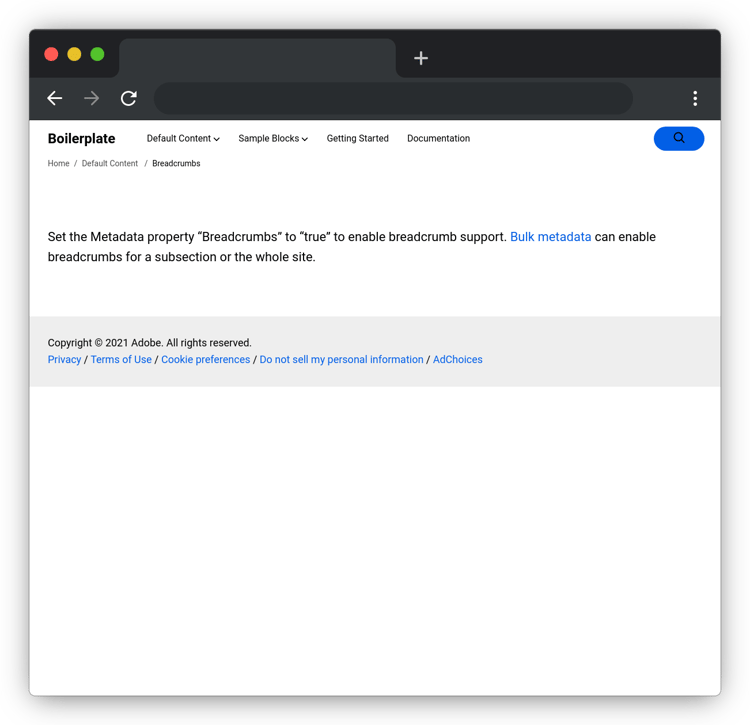 Boilerplate Default Content Sample Blocks Getting Started Documentation
Home / Default Content / Breadcrumbs
Set the Metadata property “Breadcrumbs” to “true” to enable breadcrumb support. Bulk metadata can enable
breadcrumbs for a subsection or the whole site.
Copyright © 2021 Adobe. All rights reserved.
Privacy / Terms of Use / Cookie preferences / Do not sell my personal information / AdChoices